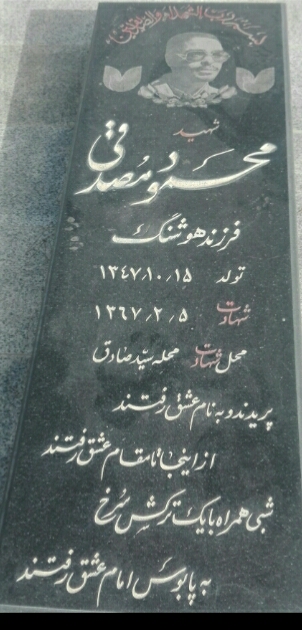 بسم رب الشهداء والصدیقین
شهید
محمود مصدقی
فرزند هوشنگ
تولد ۱۳۴۷٫۱۰٫۱۵
شهادت ۱۳۶۷٫۲٫۵
محل شهادت محله سید صادق
پریدند و به نام عشق رفتند
از اینجا تا مقام عشق رفتند
شبی همراه با یک ترکش سرخ
به پابوس امام عشق رفتند